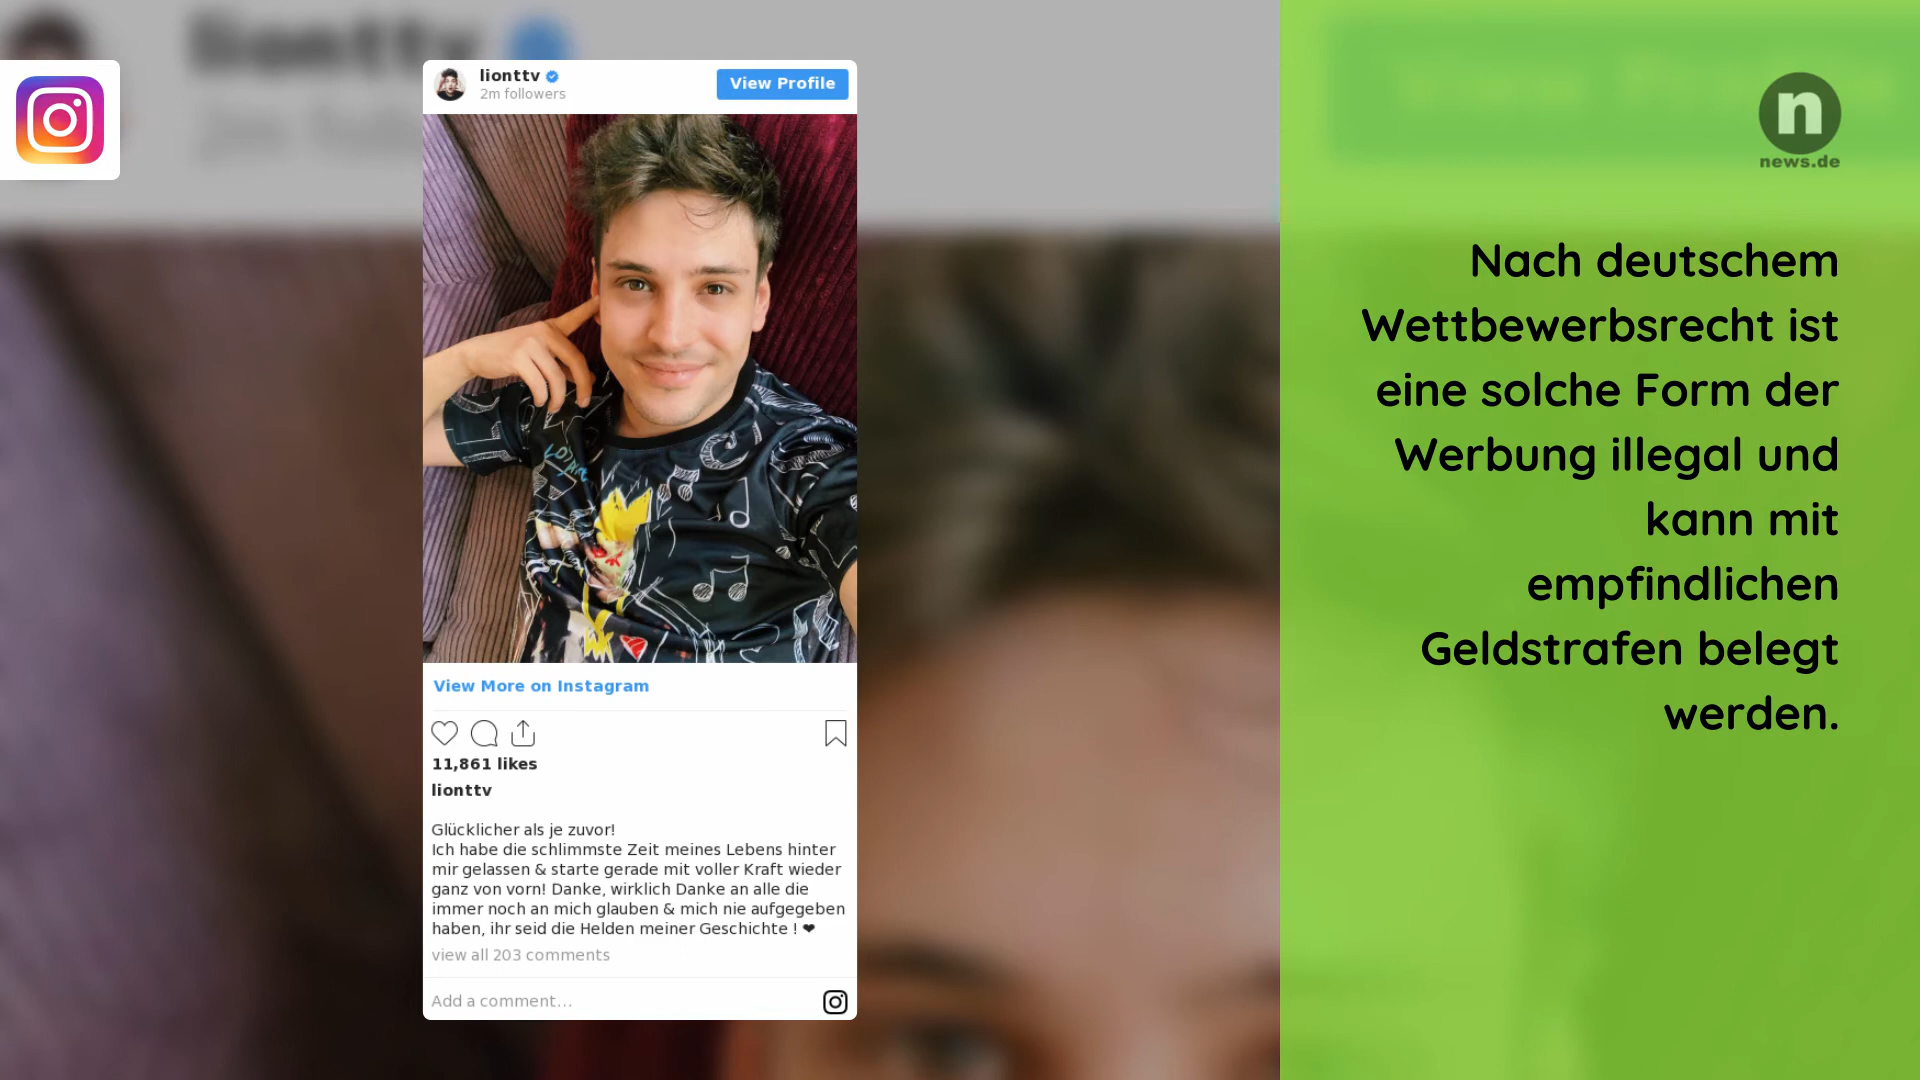 lionttv
2m followers
View Profile
View More on Instagram
11,861 likes
lionttv
Glücklicher als je zuvor!
Ich habe die schlimmste Zeit meines Lebens hinter
mir gelassen & starte gerade mit voller Kraft wieder
ganz von vorn! Danke, wirklich Danke an alle die
immer noch an mich glauben & mich nie aufgegeben
haben, ihr seid die Helden meiner Geschichte ! ❤
view all 203 comments
Add a comment...
n
news.de
Nach deutschem
Wettbewerbsrecht ist
eine solche Form der
Werbung illegal und
kann mit
empfindlichen
Geldstrafen belegt
werden.